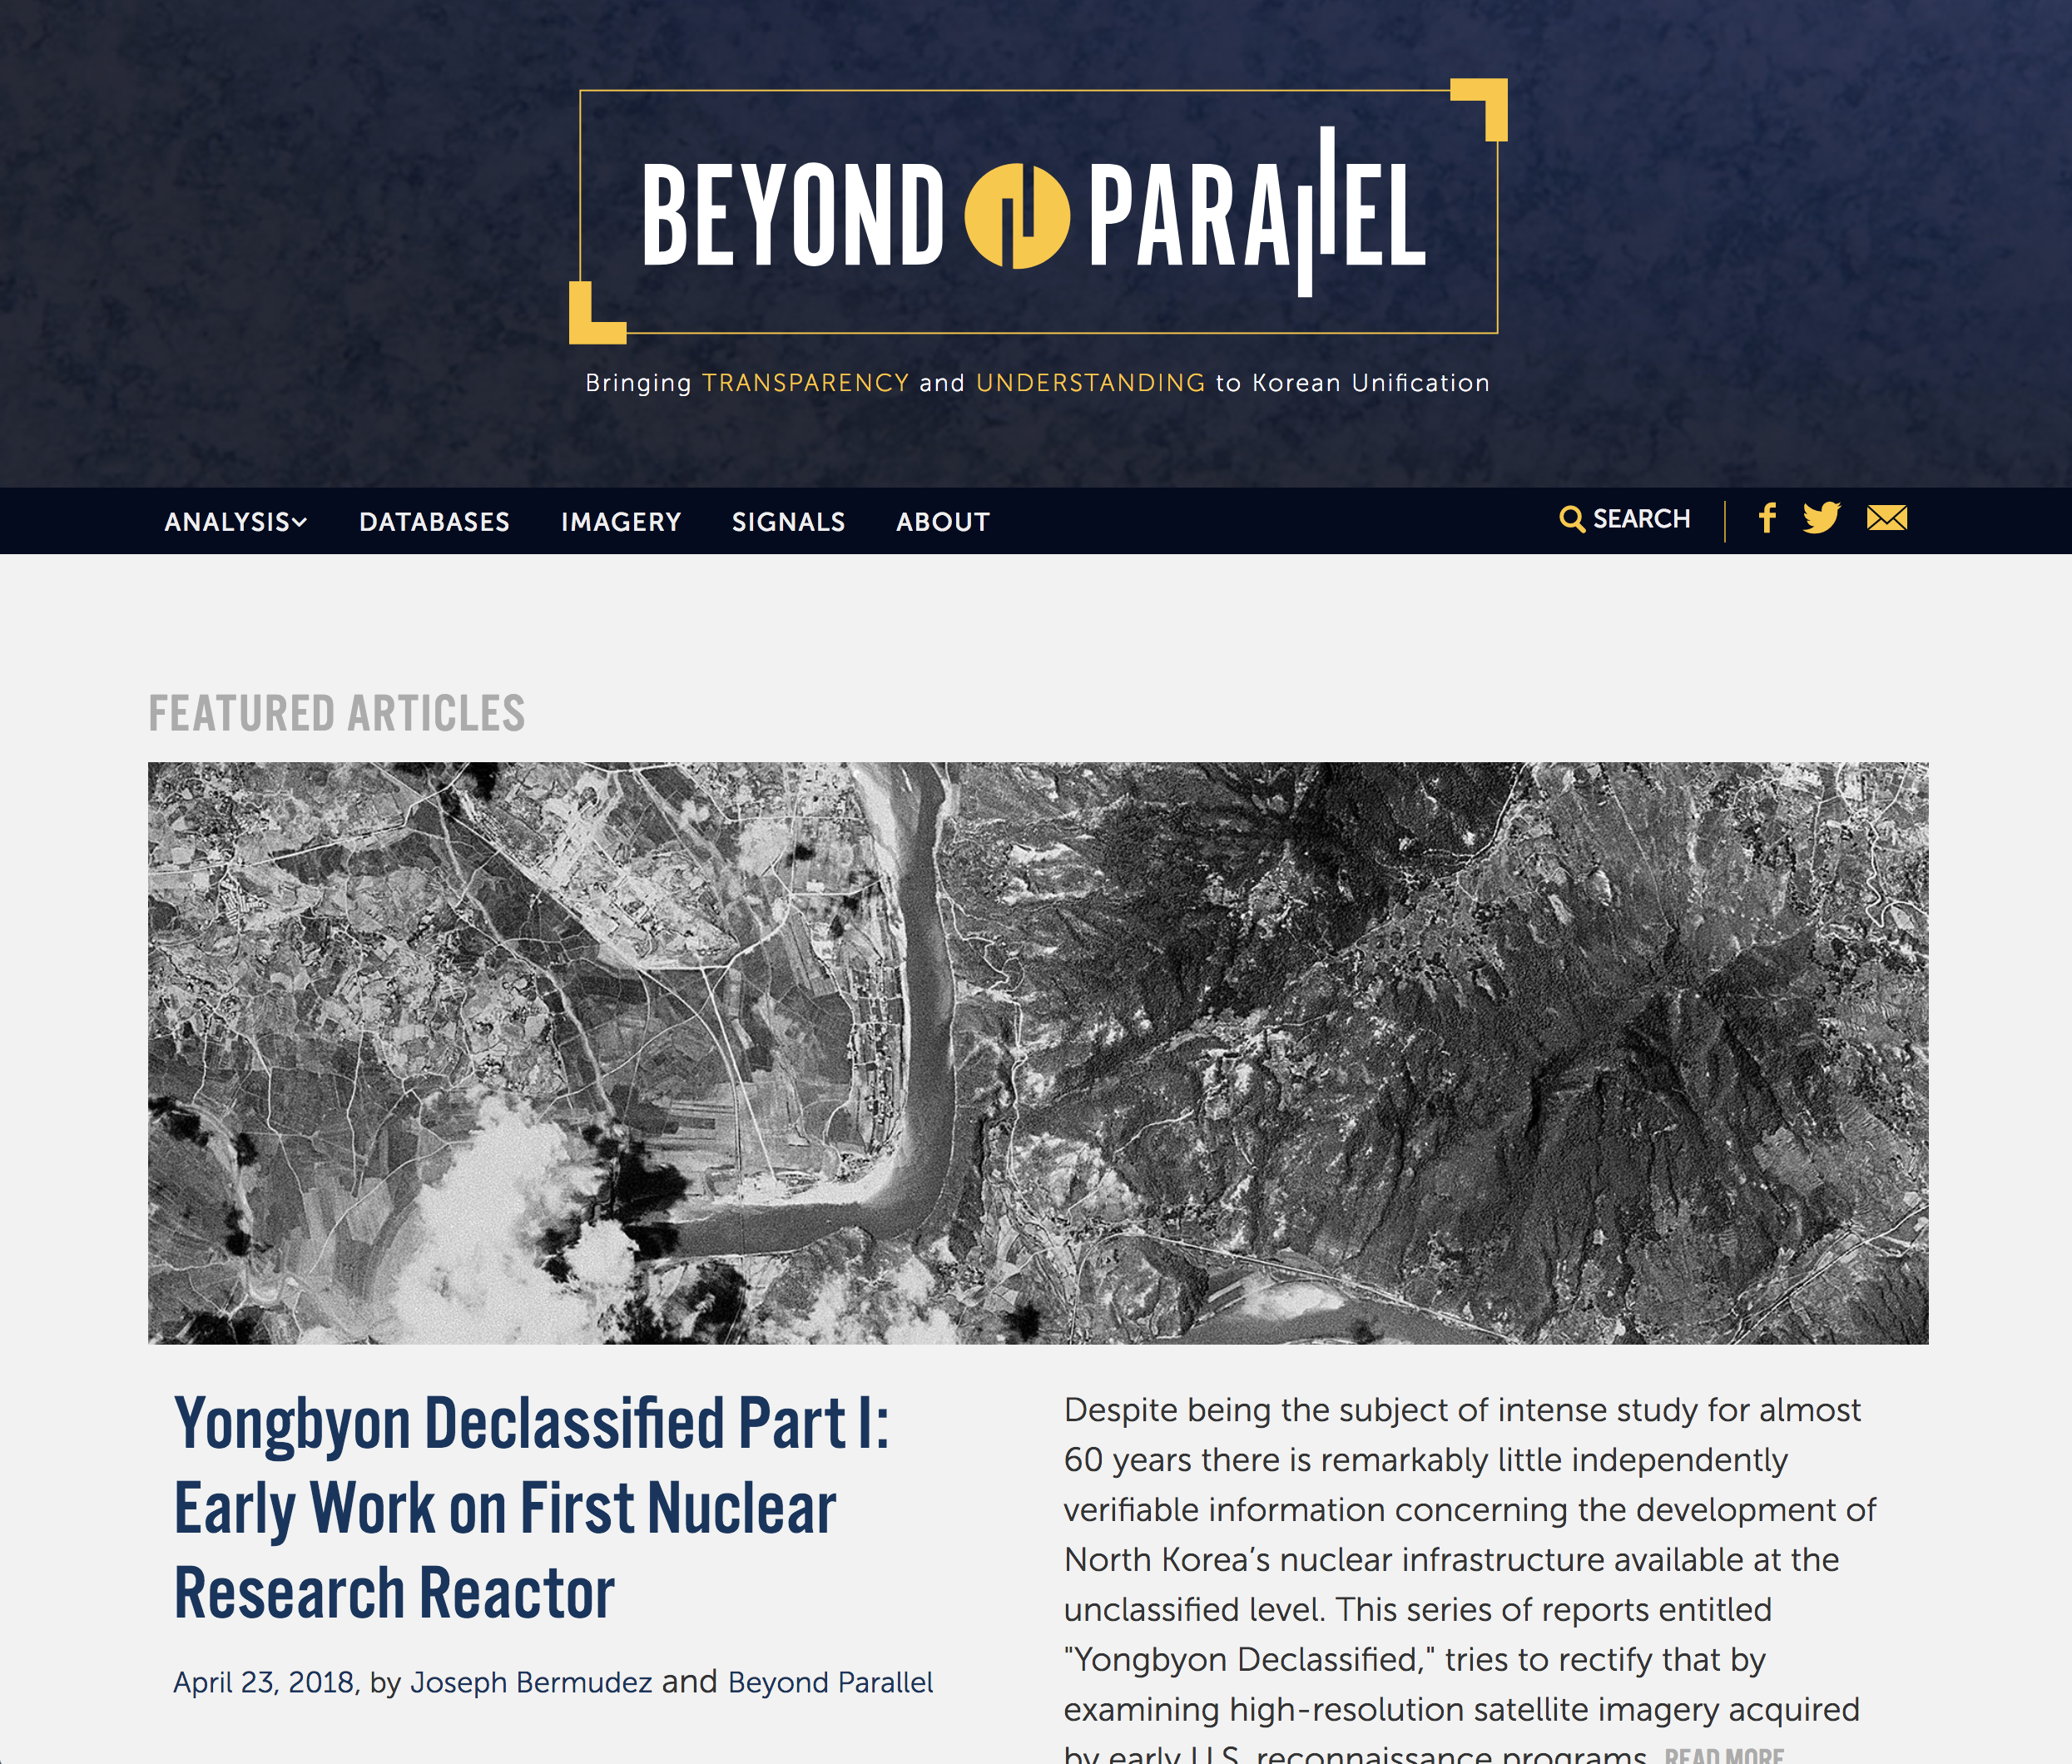 BEYOND PARALLEL
Bringing TRANSPARENCY and UNDERSTANDING to Korean Unification
ANALYSIS DATABASES IMAGERY SIGNALS ABOUT SEARCH
FEATURED ARTICLES
Yongbyon Declassified Part I:
Early Work on First Nuclear
Research Reactor
April 23, 2018, by Joseph Bermudez and Beyond Parallel
Despite being the subject of intense study for almost
60 years there is remarkably little independently
verifiable information concerning the development of
North Korea’s nuclear infrastructure available at the
unclassified level. This series of reports entitled
"Yongbyon Declassified," tries to rectify that by
examining high-resolution satellite imagery acquired
by early U.S. reconnaissance programs. READ MORE